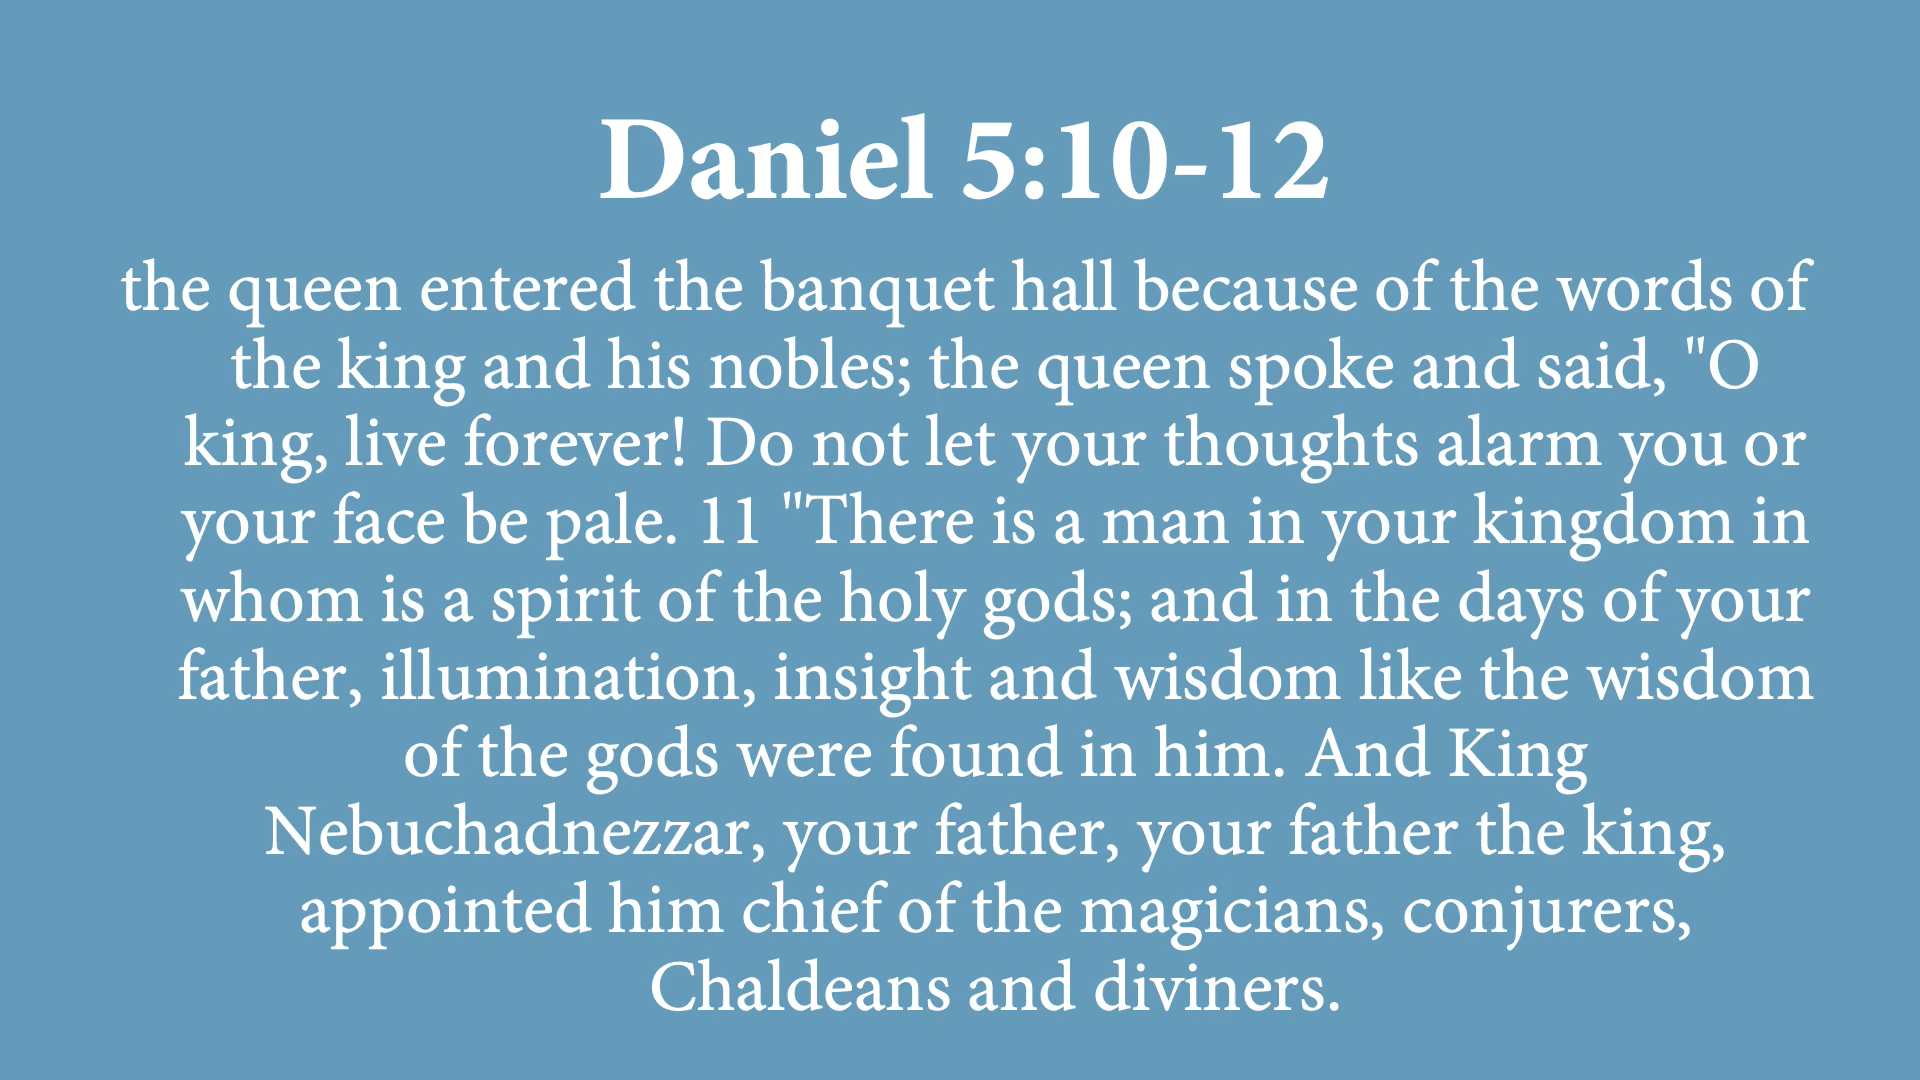 Daniel 5:10-12
the queen entered the banquet hall because of the words of
the king and his nobles; the queen spoke and said, "O
king, live forever! Do not let your thoughts alarm you or
your face be pale. 11 "There is a man in your kingdom in
whom is a spirit of the holy gods; and in the days of your
father, illumination, insight and wisdom like the wisdom
of the gods were found in him. And King
Nebuchadnezzar, your father, your father the king,
appointed him chief of the magicians, conjurers,
Chaldeans and diviners.